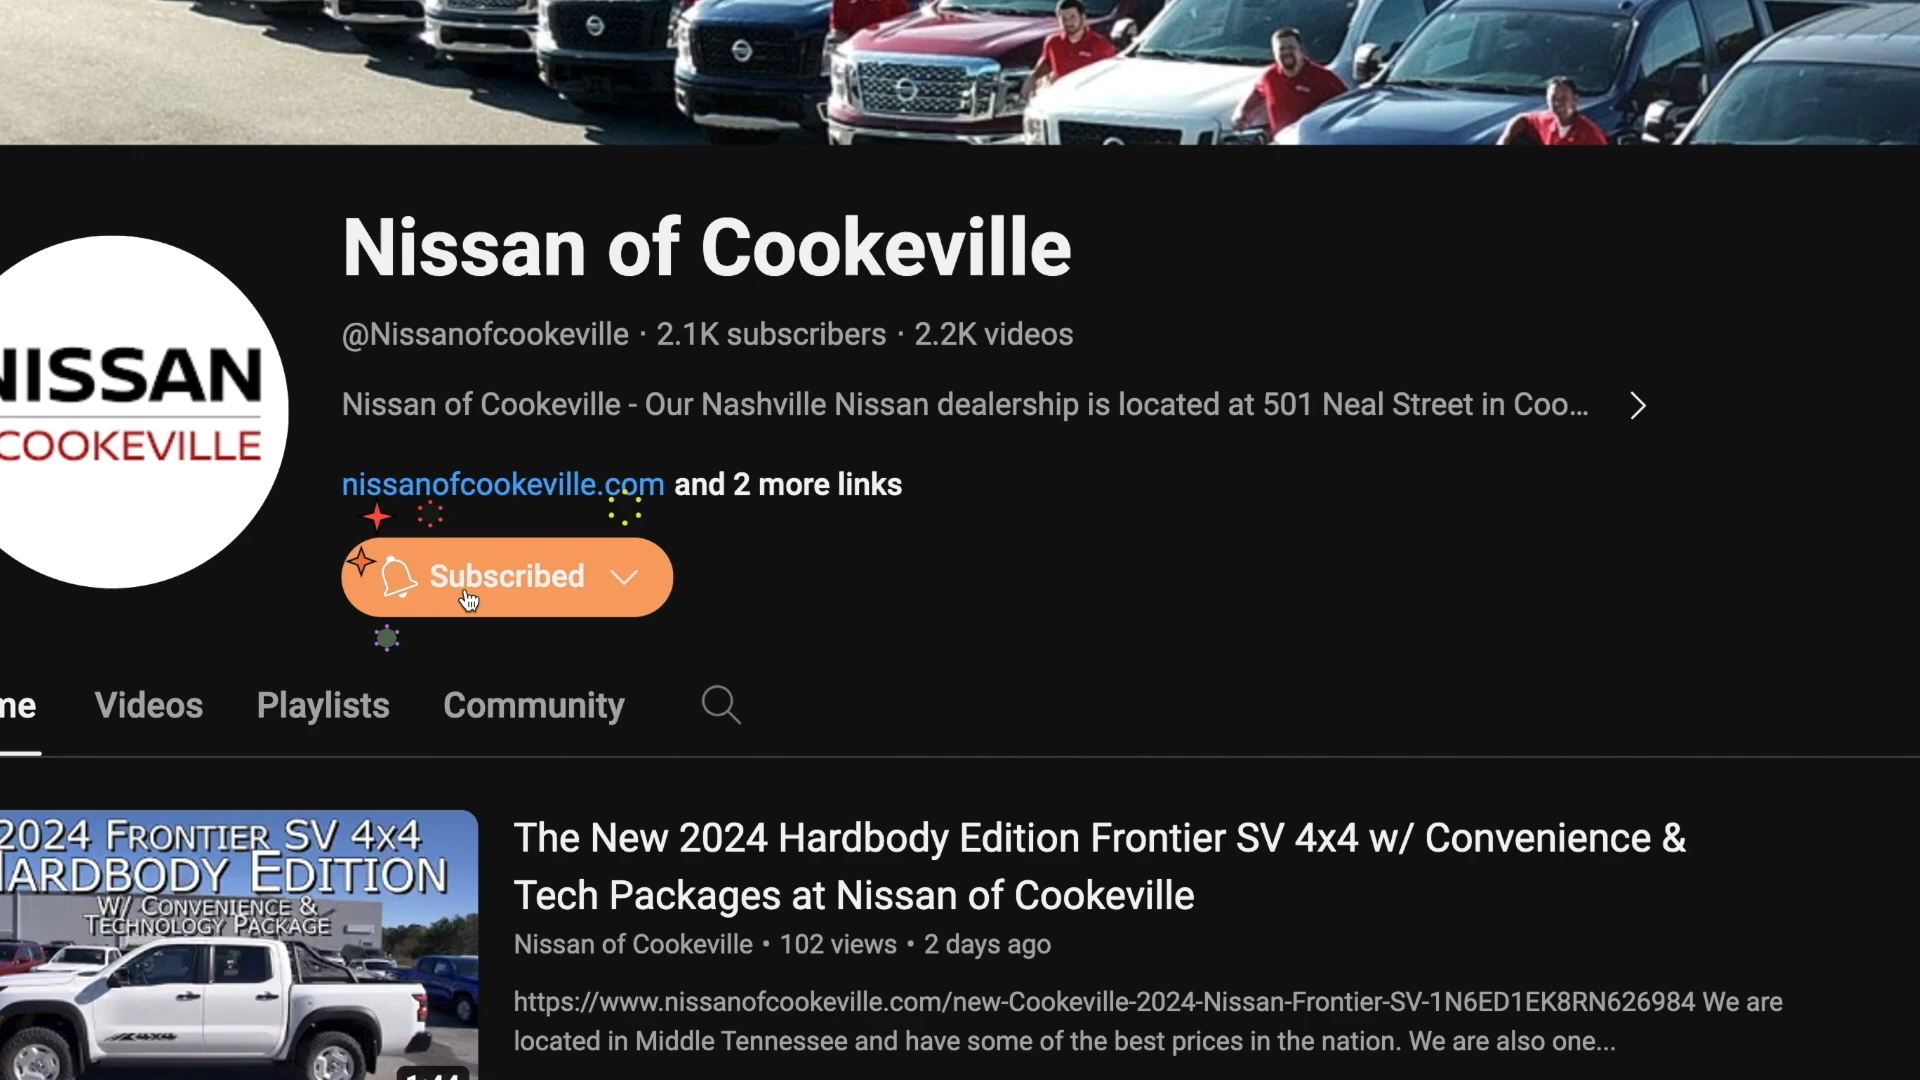 Nissan of Cookeville
@Nissanofcookeville · 2.1K subscribers · 2.2K videos
NISSAN
COOKEVILLE
Nissan of Cookeville - Our Nashville Nissan dealership is located at 501 Neal Street in Coo...
nissanofcookeville.com and 2 more links
Subscribed
me Videos Playlists Community
2024 FRONTIER SV 4X4
HARDBODY EDITION
W/ CONVENIENCE &
TECHNOLOGY PACKAGE
The New 2024 Hardbody Edition Frontier SV 4x4 w/ Convenience &
Tech Packages at Nissan of Cookeville
Nissan of Cookeville • 102 views • 2 days ago
https://www.nissanofcookeville.com/new-Cookeville-2024-Nissan-Frontier-SV-1N6ED1EK8RN626984 We are
located in Middle Tennessee and have some of the best prices in the nation. We are also one...